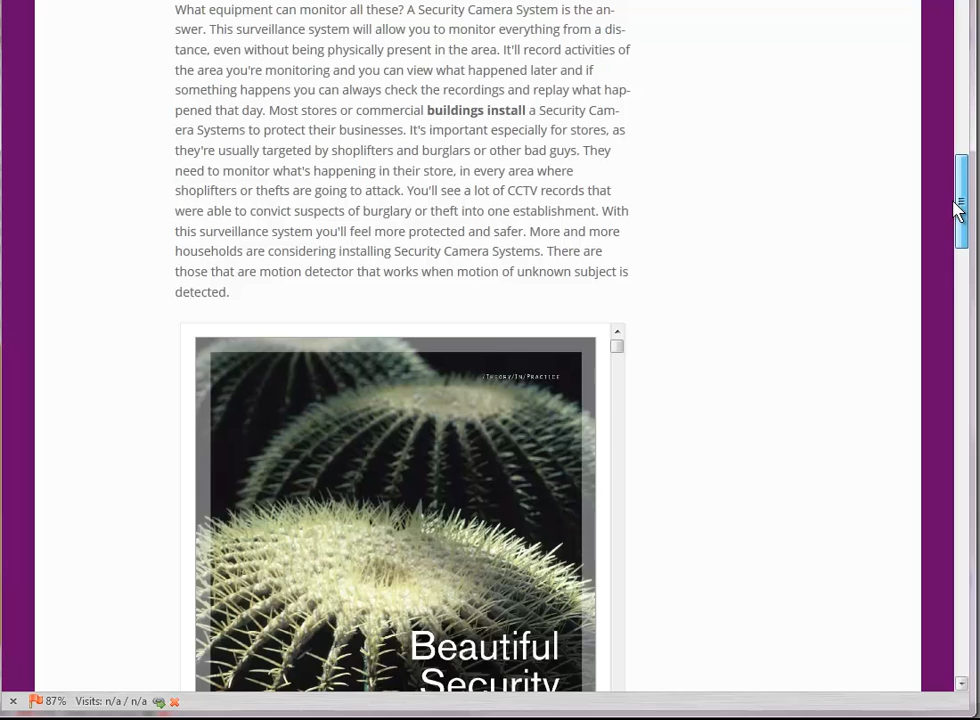 What equipment can monitor all these? A Security Camera System is the an-
swer. This surveillance system will allow you to monitor everything from a dis-
tance, even without being physically present in the area. It'll record activities of
the area you're monitoring and you can view what happened later and if
something happens you can always check the recordings and replay what hap-
pened that day. Most stores or commercial buildings install a Security Cam-
era Systems to protect their businesses. It's important especially for stores, as
they're usually targeted by shoplifters and burglars or other bad guys. They
need to monitor what's happening in their store, in every area where
shoplifters or thefts are going to attack. You'll see a lot of CCTV records that
were able to convict suspects of burglary or theft into one establishment. With
this surveillance system you'll feel more protected and safer. More and more
households are considering installing Security Camera Systems. There are
those that are motion detector that works when motion of unknown subject is
detected.
/Theory/In/Practice
Beautiful
Security
87% Visits: n/a / n/a